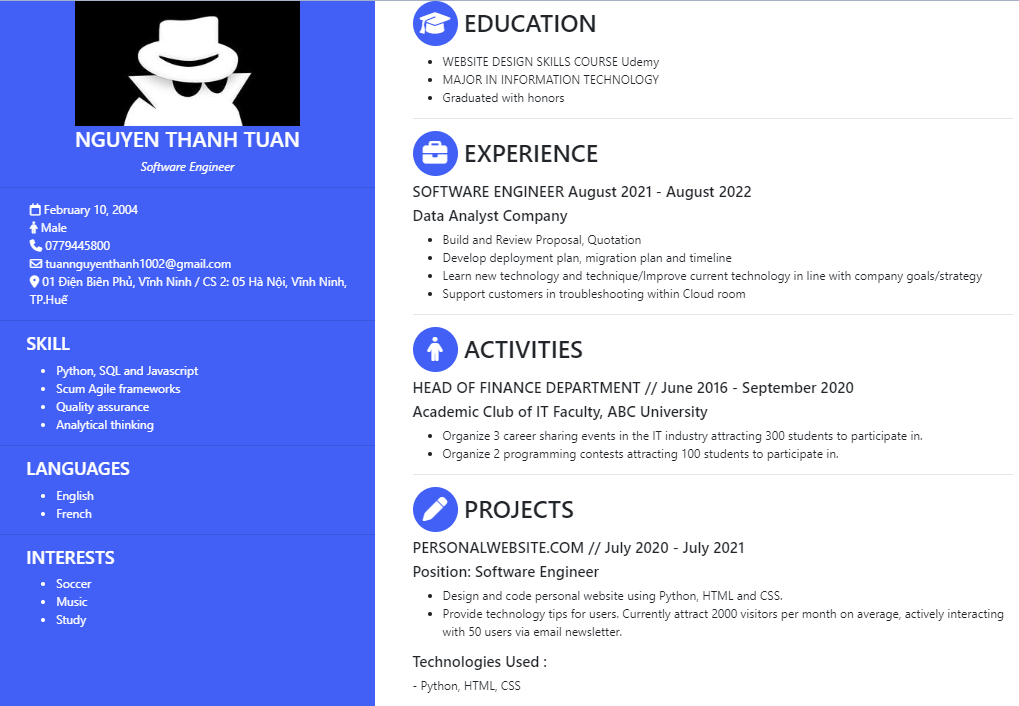 NGUYEN THANH TUAN
Software Engineer
February 10, 2004
Male
0779445800
tuannguyenthanh1002@gmail.com
01 Điện Biên Phủ, Vĩnh Ninh / CS 2: 05 Hà Nội, Vĩnh Ninh,
TP.Huế
SKILL
Python, SQL and Javascript
Scum Agile frameworks
Quality assurance
Analytical thinking
LANGUAGES
English
French
INTERESTS
Soccer
Music
Study
EDUCATION
WEBSITE DESIGN SKILLS COURSE Udemy
MAJOR IN INFORMATION TECHNOLOGY
Graduated with honors
EXPERIENCE
SOFTWARE ENGINEER August 2021 - August 2022
Data Analyst Company
Build and Review Proposal, Quotation
Develop deployment plan, migration plan and timeline
Learn new technology and technique/Improve current technology in line with company goals/strategy
Support customers in troubleshooting within Cloud room
ACTIVITIES
HEAD OF FINANCE DEPARTMENT // June 2016 - September 2020
Academic Club of IT Faculty, ABC University
Organize 3 career sharing events in the IT industry attracting 300 students to participate in.
Organize 2 programming contests attracting 100 students to participate in.
PROJECTS
PERSONALWEBSITE.COM // July 2020 - July 2021
Position: Software Engineer
Design and code personal website using Python, HTML and CSS.
Provide technology tips for users. Currently attract 2000 visitors per month on average, actively interacting
with 50 users via email newsletter.
Technologies Used :
- Python, HTML, CSS